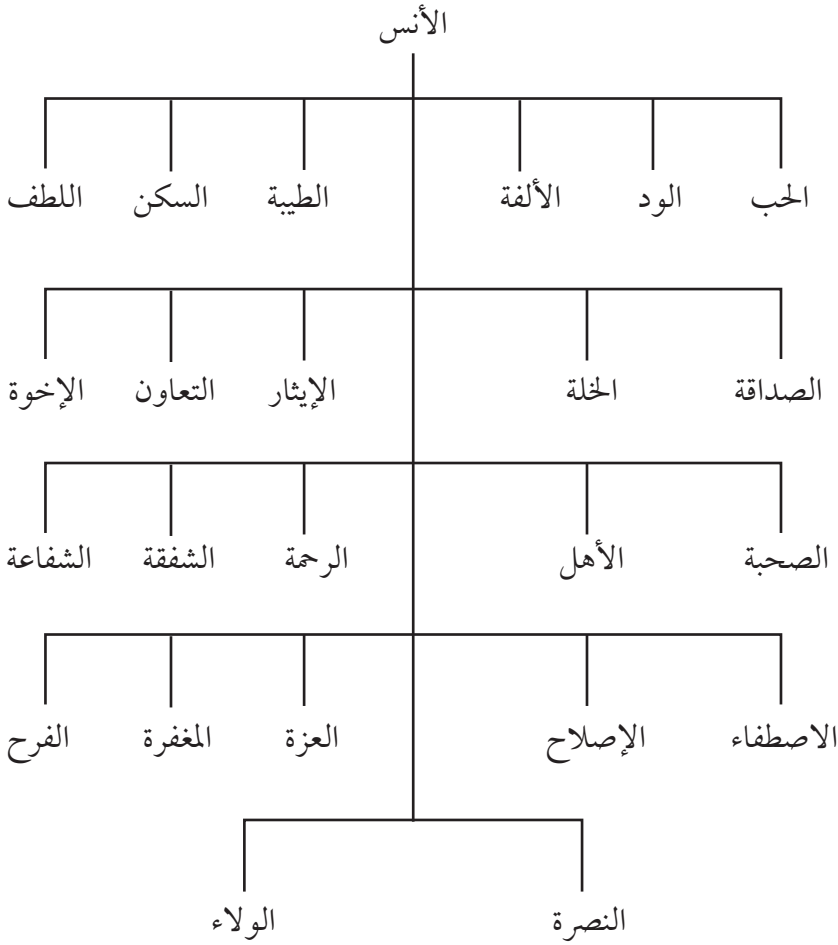 الأنس
الحب الود الألفة الطيبة السكن اللطف
الصداقة الخلة الإيثار التعاون الإخوة
الصحبة الأهل الرحمة الشفقة الشفاعة
الاصطفاء الإصلاح العزة المغفرة الفرح
النصرة الولاء